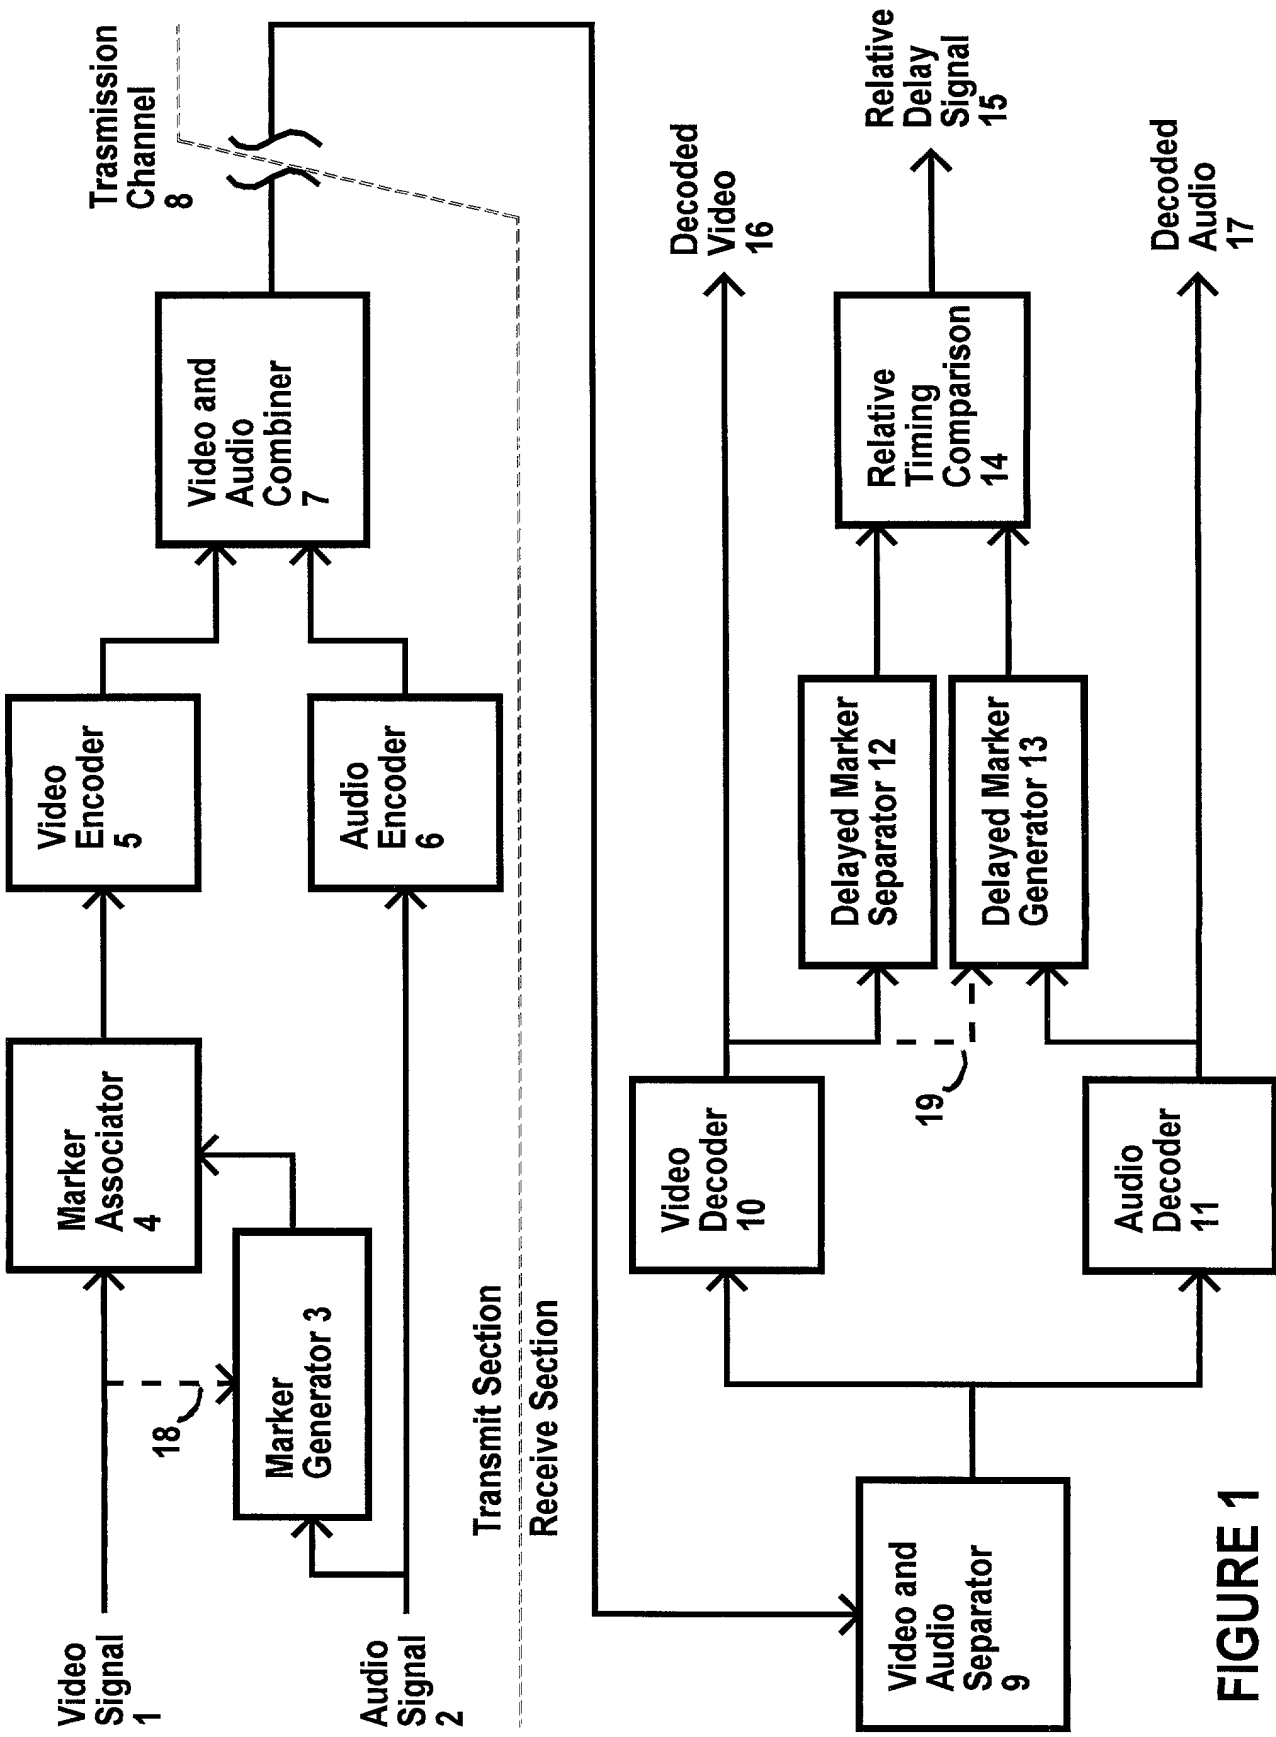 Video
Signal
1
Audio
Signal
2
18
Marker
Generator 3
Marker
Associator
4
Video
Encoder
5
Audio
Encoder
6
Video and
Audio
Combiner
7
Trasmission
Channel
8
Transmit Section
Receive Section
Video and
Audio
Separator
9
Video
Decoder
10
Audio
Decoder
11
19
Delayed Marker
Separator 12
Delayed Marker
Generator 13
Relative
Timing
Comparison
14
Relative
Delay
Signal
15
Decoded
Video
16
Decoded
Audio
17
FIGURE 1